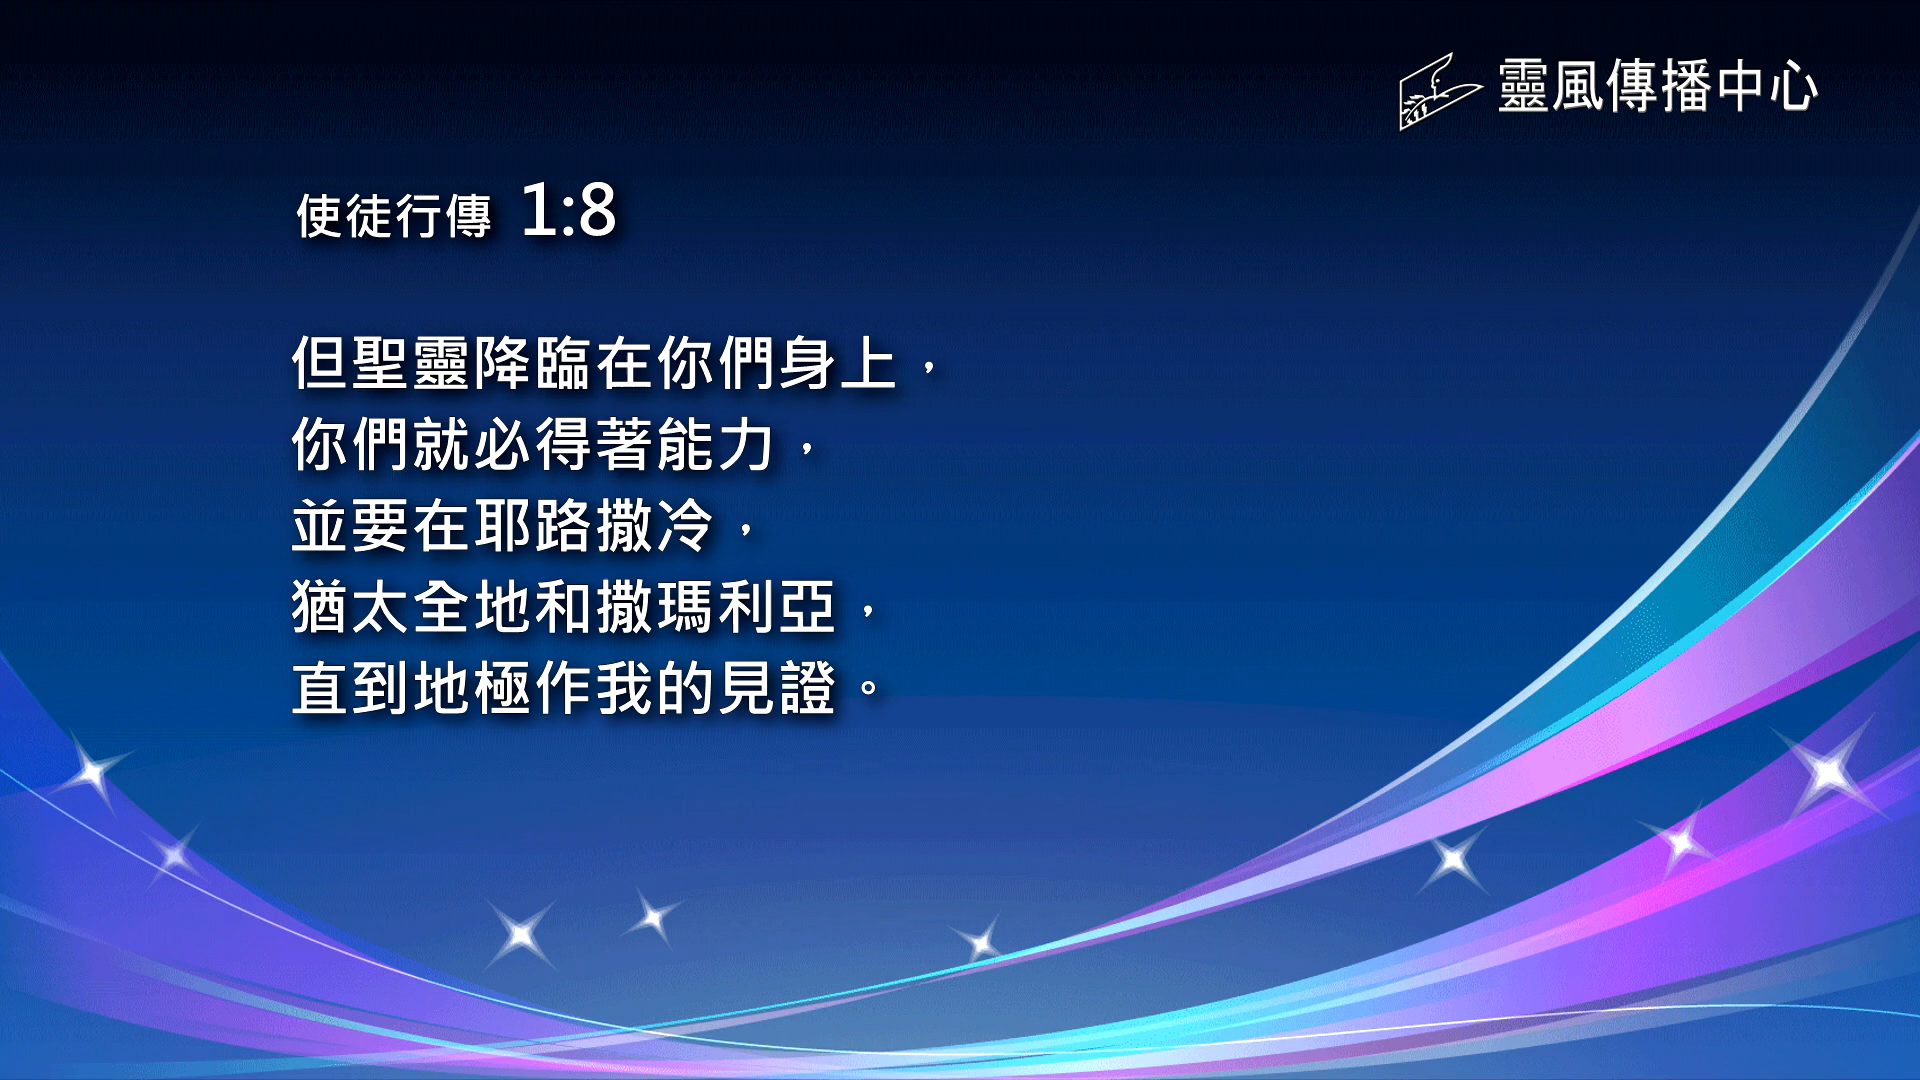 靈風傳播中心
使徒行傳 1:8
但聖靈降臨在你們身上，
你們就必得著能力，
並要在耶路撒冷，
猶太全地和撒瑪利亞，
直到地極作我的見證。